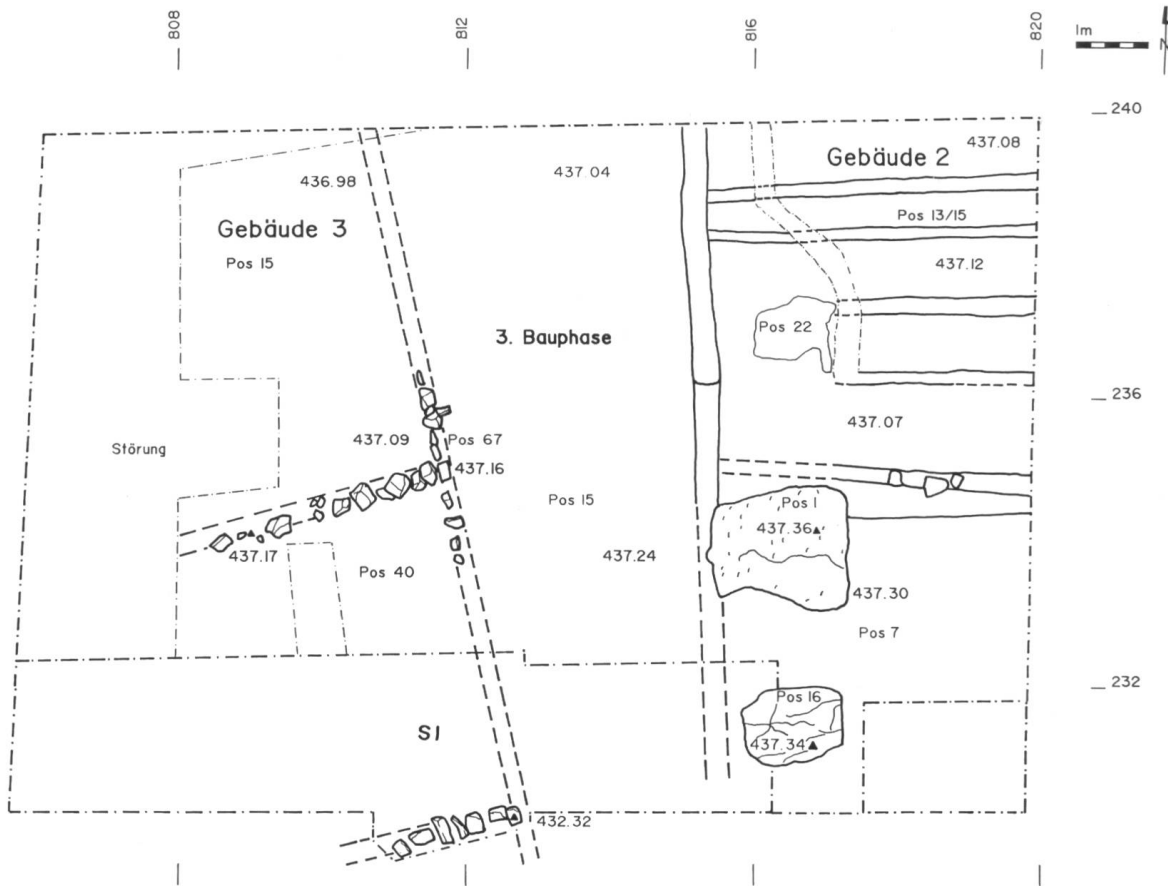 808
812
816
820
1m
N
240
437.08
Gebäude 2
437.04
436.98
Pos 13/15
Gebäude 3
Pos 15
437.12
Pos 22
3. Bauphase
236
437.07
437.09
Pos 67
Störung
437.16
Pos 15
Pos 1
437.36
437.17
437.24
Pos 40
437.30
Pos 7
232
Pos 16
S1
437.34
432.32